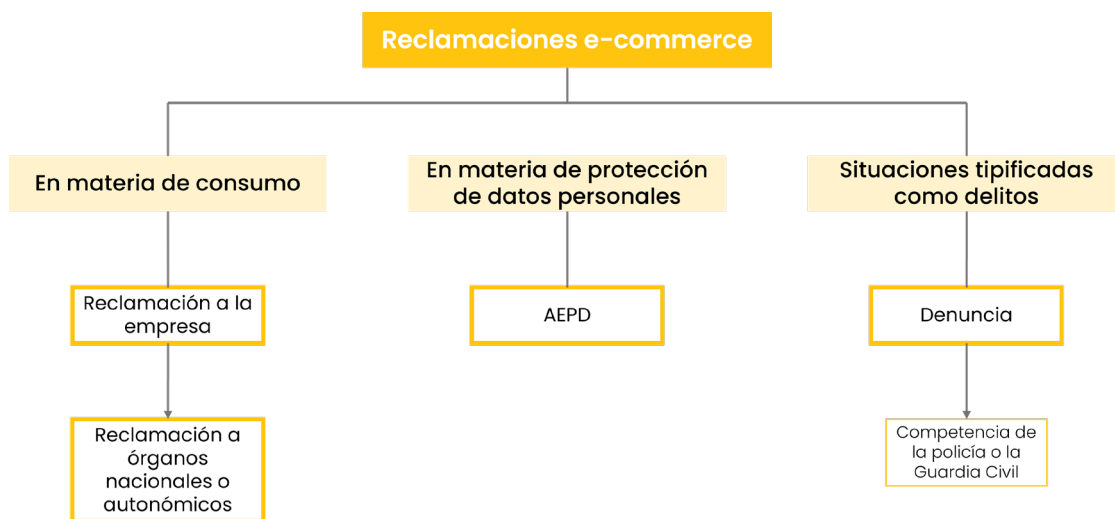 Reclamaciones e-commerce
En materia de consumo
En materia de protección
de datos personales
Situaciones tipificadas
como delitos
Reclamación a la
empresa
AEPD
Denuncia
Reclamación a
órganos
nacionales o
autonómicos
Competencia de
la policía o la
Guardia Civil